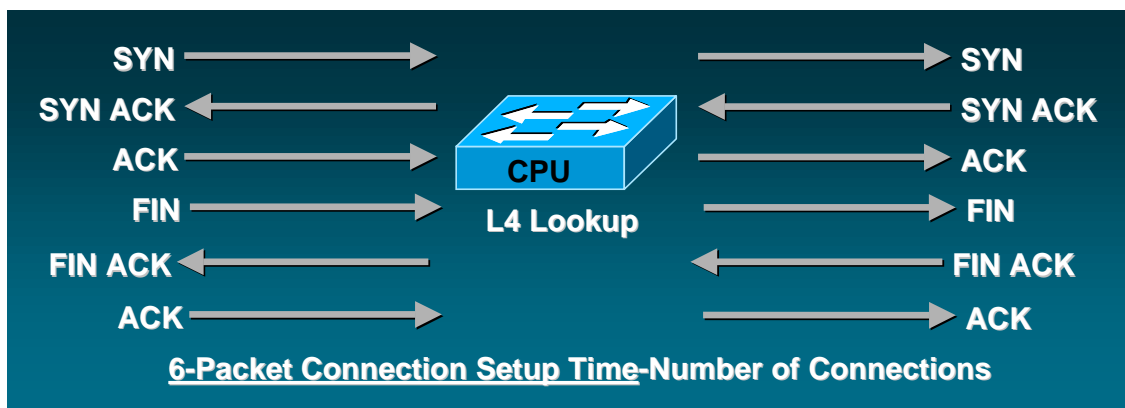 SYN SYN
SYN ACK SYN ACK
CPU
ACK ACK
FIN FIN
L4 Lookup
FIN ACK FIN ACK
ACK ACK
6-Packet Connection Setup Time-Number of Connections